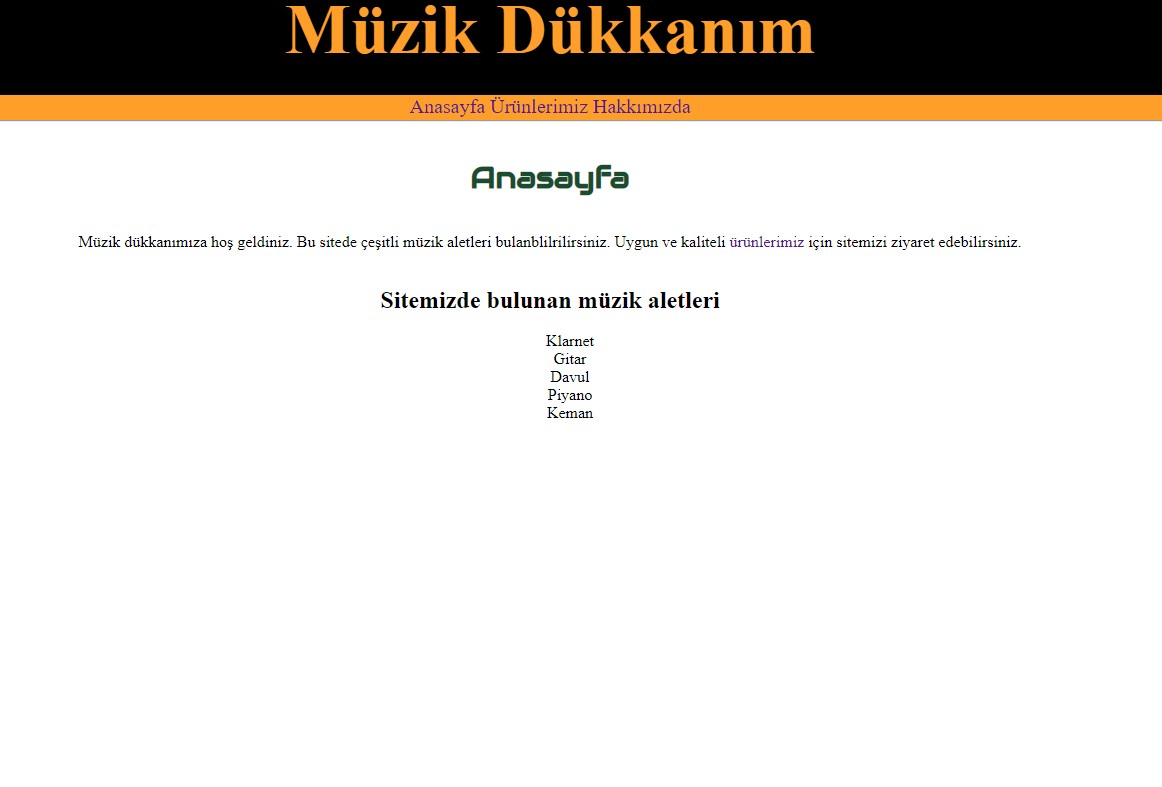 Müzik Dükkanım
Anasayfa Ürünlerimiz Hakkımızda
Anasayfa
Müzik dükkanımıza hoş geldiniz. Bu sitede çeşitli müzik aletleri bulanblilrilirsiniz. Uygun ve kaliteli ürünlerimiz için sitemizi ziyaret edebilirsiniz.
Sitemizde bulunan müzik aletleri
Klarnet
Gitar
Davul
Piyano
Keman